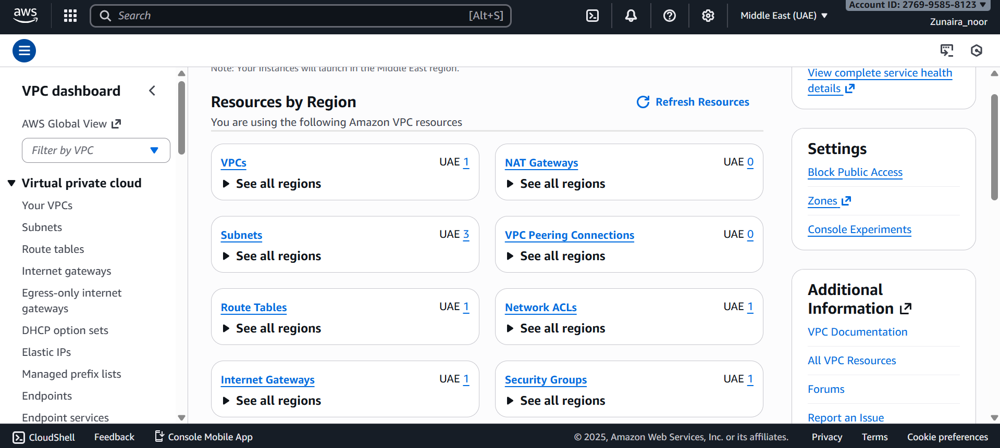 aws
Search
[Alt+S]
Middle East (UAE)
Account ID: 2769-9585-8123
Zunaira_noor
VPC dashboard
AWS Global View
Filter by VPC
Virtual private cloud
Your VPCs
Subnets
Route tables
Internet gateways
Egress-only internet
gateways
DHCP option sets
Elastic IPs
Managed prefix lists
Endpoints
Endpoint services
Note: Your Instances will launch in the Middle East region.
Resources by Region
Refresh Resources
You are using the following Amazon VPC resources
VPCs
UAE 1
See all regions
NAT Gateways
UAE 0
See all regions
Subnets
UAE 3
See all regions
VPC Peering Connections
UAE 0
See all regions
Route Tables
UAE 1
See all regions
Network ACLs
UAE 1
See all regions
Internet Gateways
UAE 1
See all regions
Security Groups
UAE 1
See all regions
View complete service health
details
Settings
Block Public Access
Zones
Console Experiments
Additional
Information
VPC Documentation
All VPC Resources
Forums
Report an Issue
CloudShell
Feedback
Console Mobile App
© 2025, Amazon Web Services, Inc. or its affiliates.
Privacy
Terms
Cookie preferences